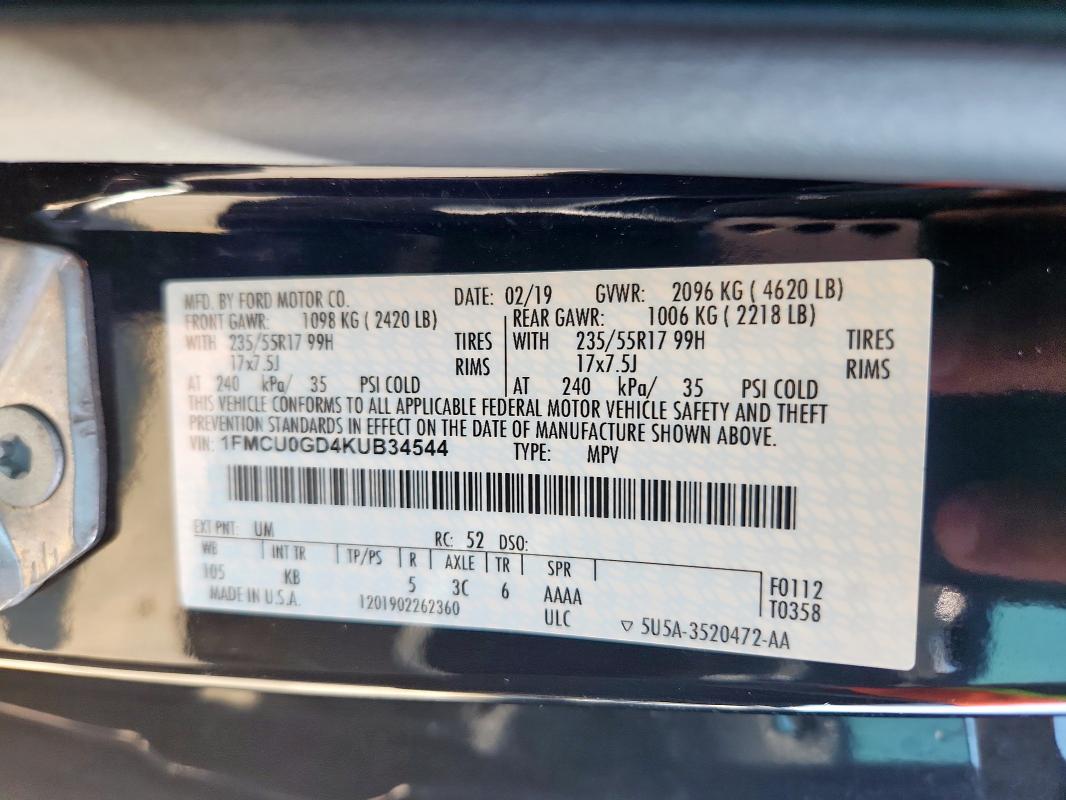 MFD. BY FORD MOTOR CO. DATE: 02/19 GVWR: 2096 KG ( 4620 LB)
FRONT GAWR: 1098 KG ( 2420 LB) REAR GAWR: 1006 KG ( 2218 LB)
WITH 235/55R17 99H TIRES WITH 235/55R17 99H TIRES
17x7.5J RIMS 17x7.5J RIMS
AT 240 kPa/ 35 PSI COLD AT 240 kPa/ 35 PSI COLD
THIS VEHICLE CONFORMS TO ALL APPLICABLE FEDERAL MOTOR VEHICLE SAFETY AND THEFT
PREVENTION STANDARDS IN EFFECT ON THE DATE OF MANUFACTURE SHOWN ABOVE.
VIN: 1FMCU0GD4KUB34544 TYPE: MPV
EXT PNT: UM RC: 52 DSO:
WB INT TR TP/PS R AXLE TR SPR
105 KB 5 3C 6 AAAA F0112
MADE IN U.S.A. 1201902262360 ULC T0358
▽ 5U5A-3520472-AA